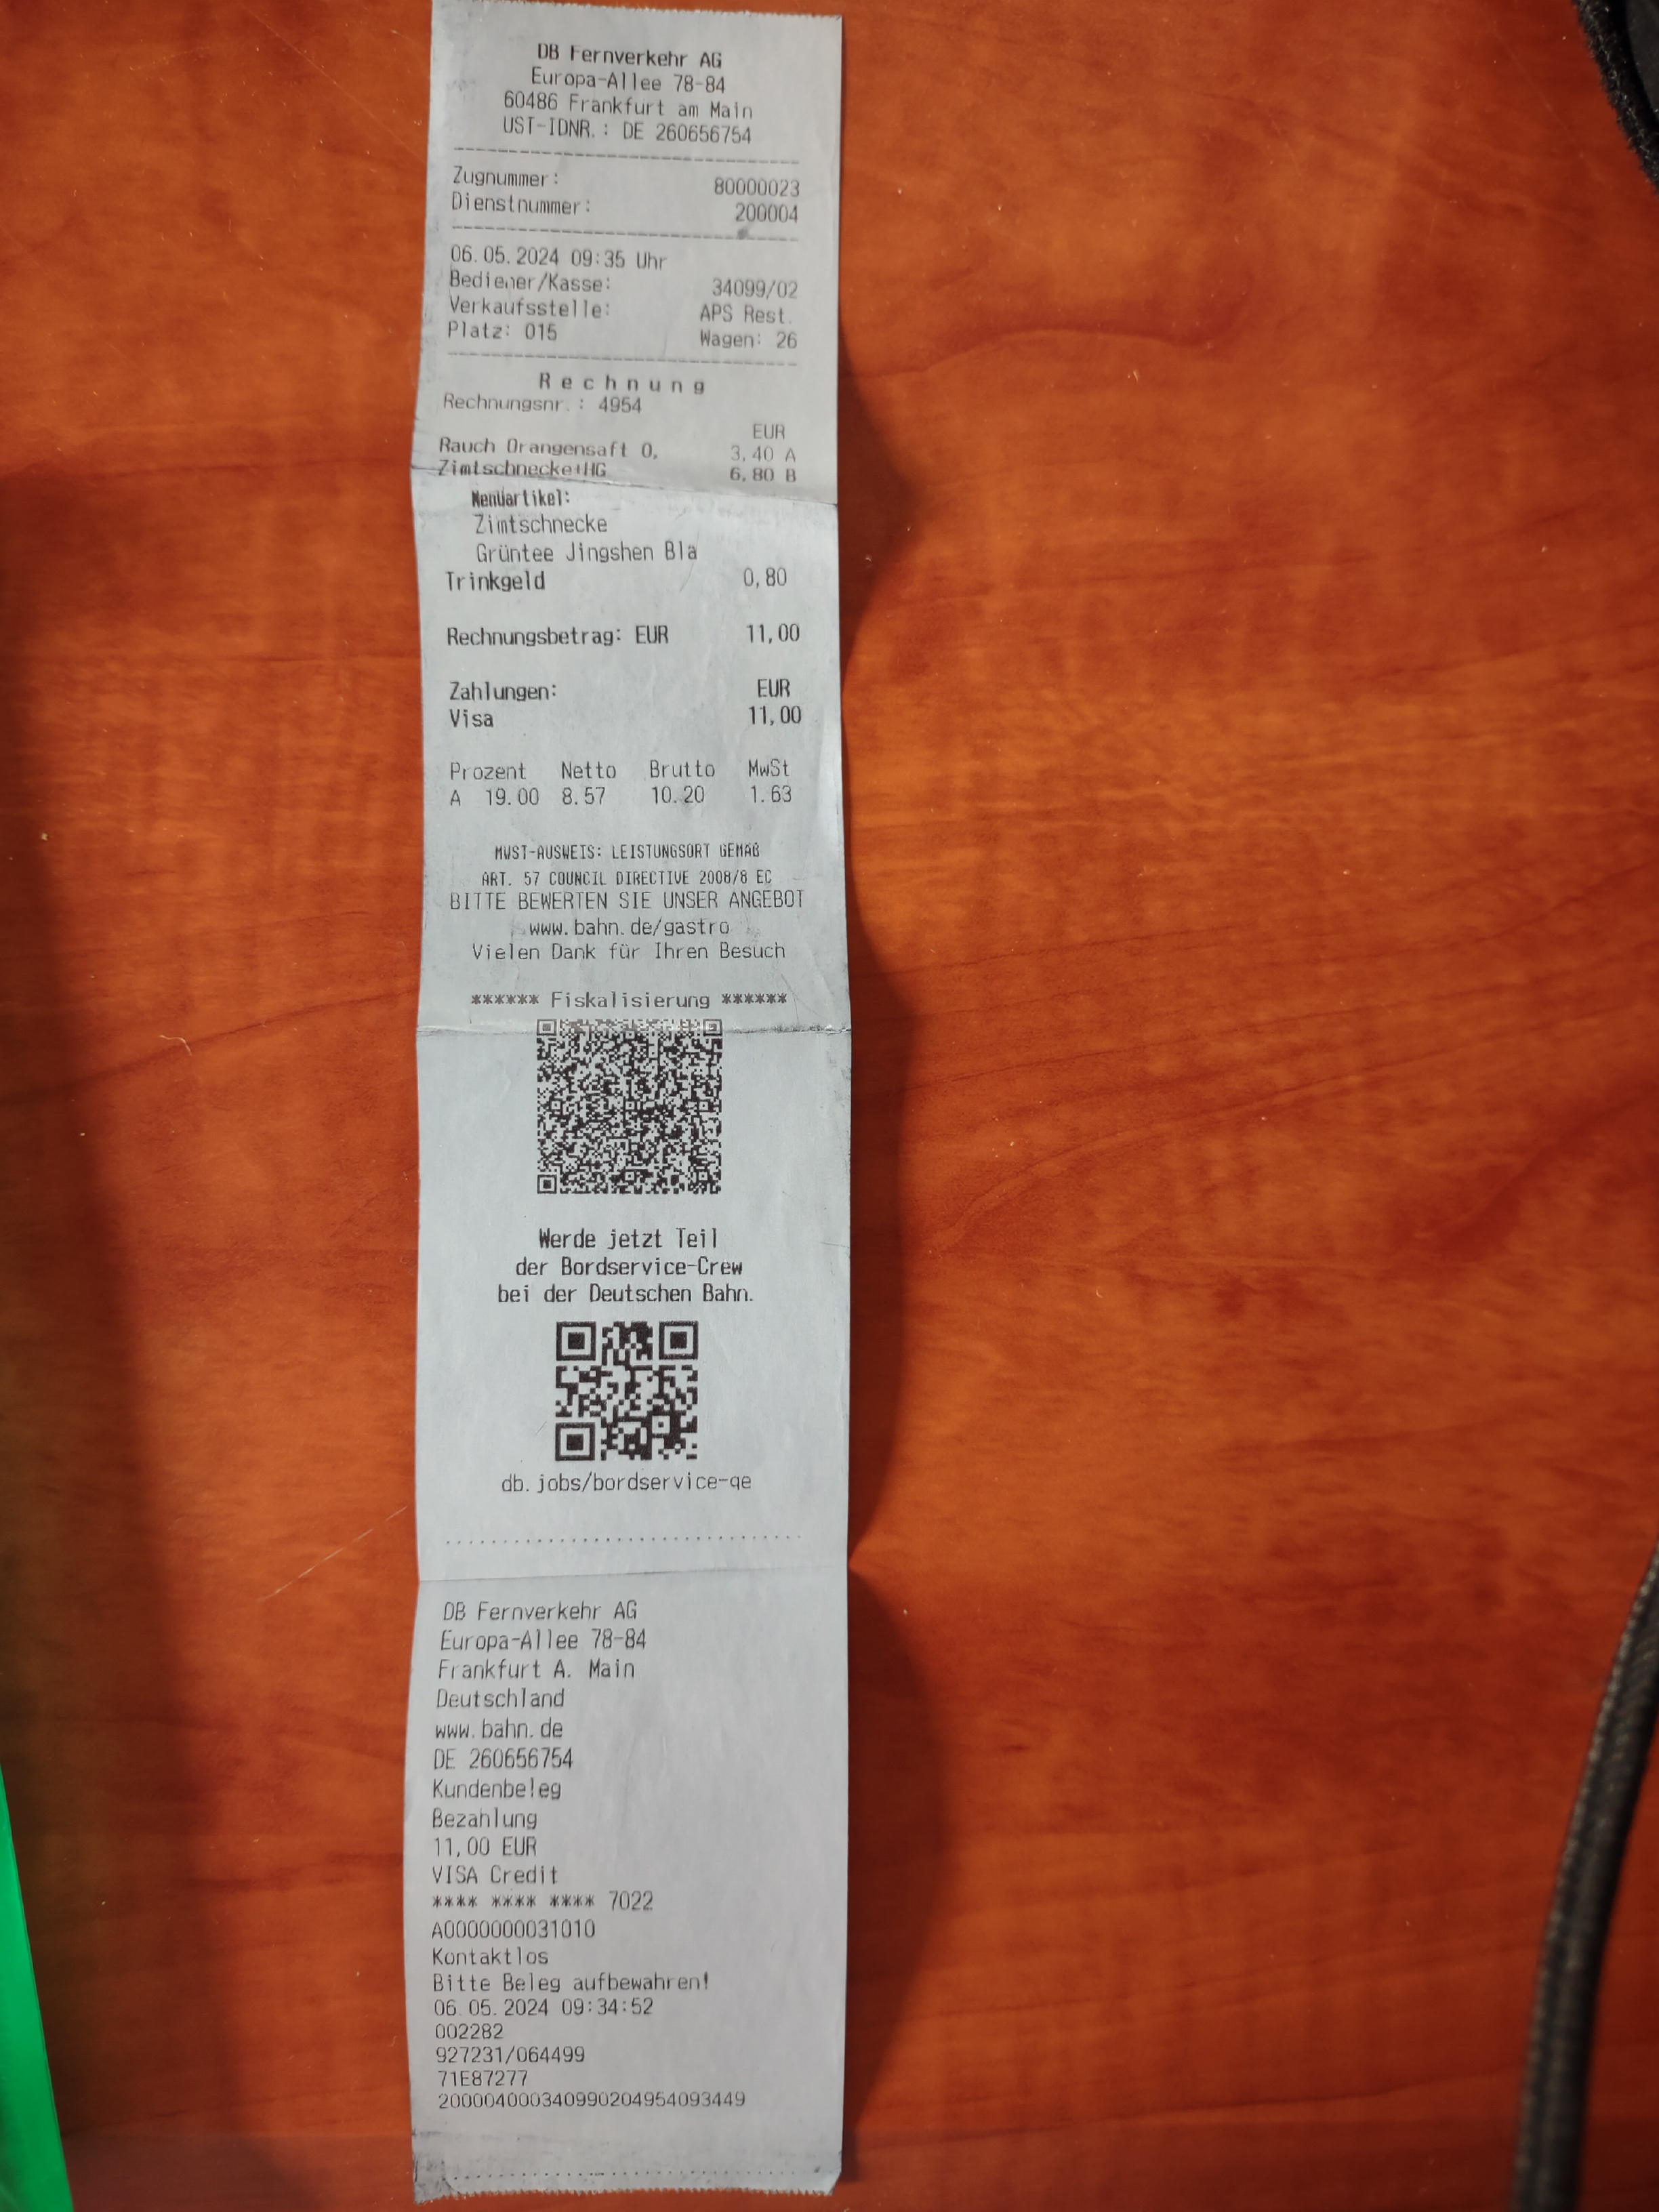 DB Fernverkehr AG
Europa-Allee 78-84
60486 Frankfurt am Main
UST-IDNR.: DE 260656754
Zugnummer: 80000023
Dienstnummer: 200004
06.05.2024 09:35 Uhr
Bediener/Kasse: 34099/02
Verkaufsstelle: APS Rest.
Platz: 015 Wagen: 26
Rechnung
Rechnungsnr.: 4954
EUR
Rauch Orangensaft 0, 3,40 A
Zimtschnecke+HG 6,80 B
Menüartikel:
Zimtschnecke
Grüntee Jingshen Bla
Trinkgeld 0,80
Rechnungsbetrag: EUR 11,00
Zahlungen: EUR
Visa 11,00
Prozent Netto Brutto MwSt
A 19.00 8.57 10.20 1.63
MWST-AUSWEIS: LEISTUNGSORT GEMÄß
ART. 57 COUNCIL DIRECTIVE 2008/8 EC
BITTE BEWERTEN SIE UNSER ANGEBOT
www.bahn.de/gastro
Vielen Dank für Ihren Besuch
****** Fiskalisierung ******
Werde jetzt Teil
der Bordservice-Crew
bei der Deutschen Bahn.
db.jobs/bordservice-qe
DB Fernverkehr AG
Europa-Allee 78-84
Frankfurt A. Main
Deutschland
www.bahn.de
DE 260656754
Kundenbeleg
Bezahlung
11,00 EUR
VISA Credit
**** **** **** 7022
A0000000031010
Kontaktlos
Bitte Beleg aufbewahren!
06.05.2024 09:34:52
002282
927231/064499
71E87277
200004000340990204954093449